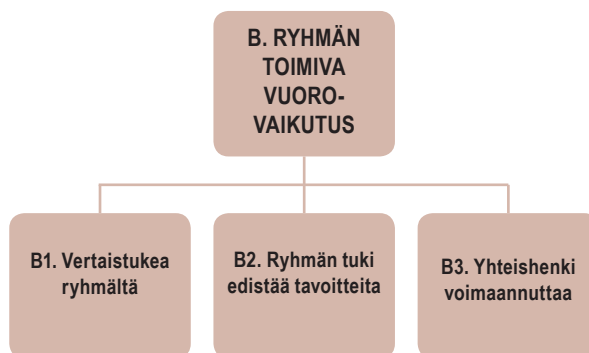 B. RYHMÄN
TOIMIVA
VUORO-
VAIKUTUS
B1. Vertaistukea
ryhmältä
B2. Ryhmän tuki
edistää tavoitteita
B3. Yhteishenki
voimaannuttaa